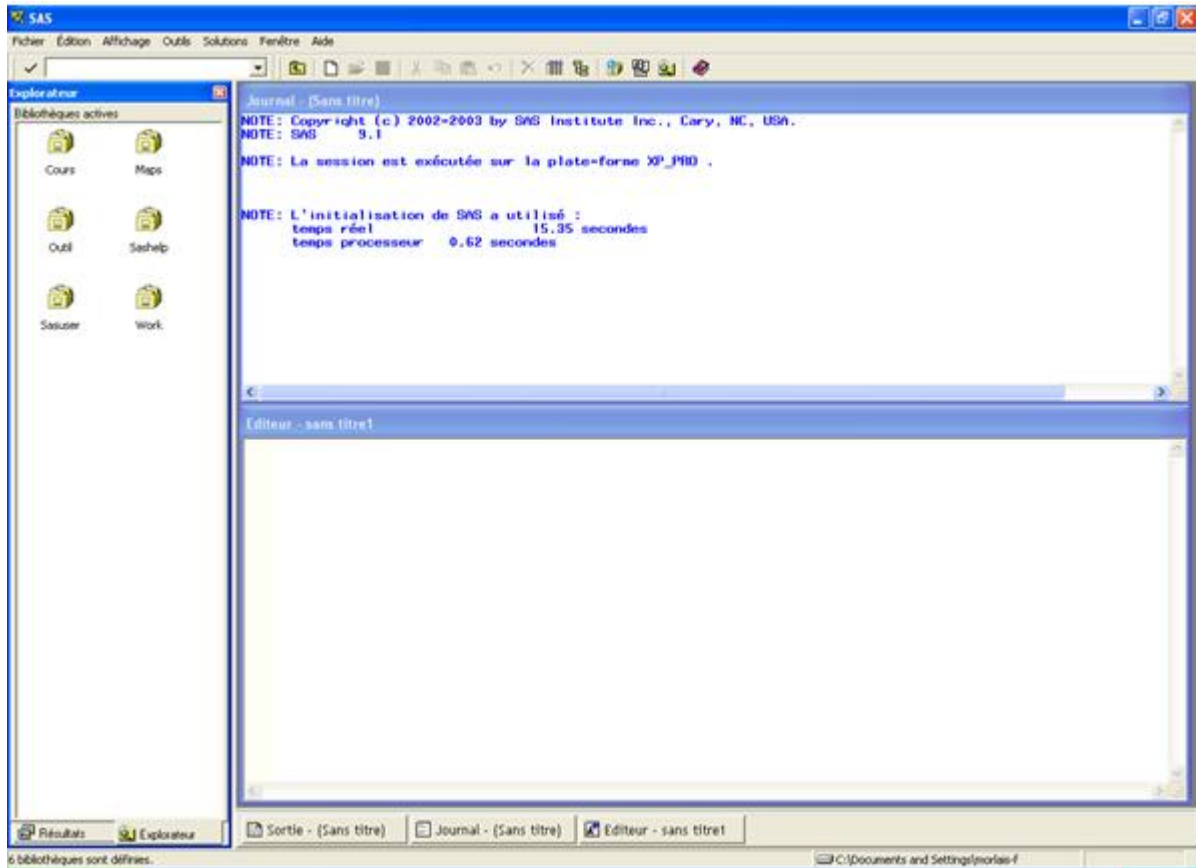 SAS
Fichier Édition Affichage Outils Solutions Fenêtre Aide
Explorateur
Bibliothèques actives
Cours Maps
Outil Sashelp
Sasuser Work
Journal - (Sans titre)
NOTE: Copyright (c) 2002-2003 by SAS Institute Inc., Cary, NC, USA.
NOTE: SAS 9.1
NOTE: La session est exécutée sur la plate-forme XP_PRO .
NOTE: L'initialisation de SAS a utilisé :
temps réel 15.35 secondes
temps processeur 0.62 secondes
Editeur - sans titre1
Résultats Explorateur
Sortie - (Sans titre) Journal - (Sans titre) Editeur - sans titre1
6 bibliothèques sont définies. C:\Documents and Settings\morlais-f